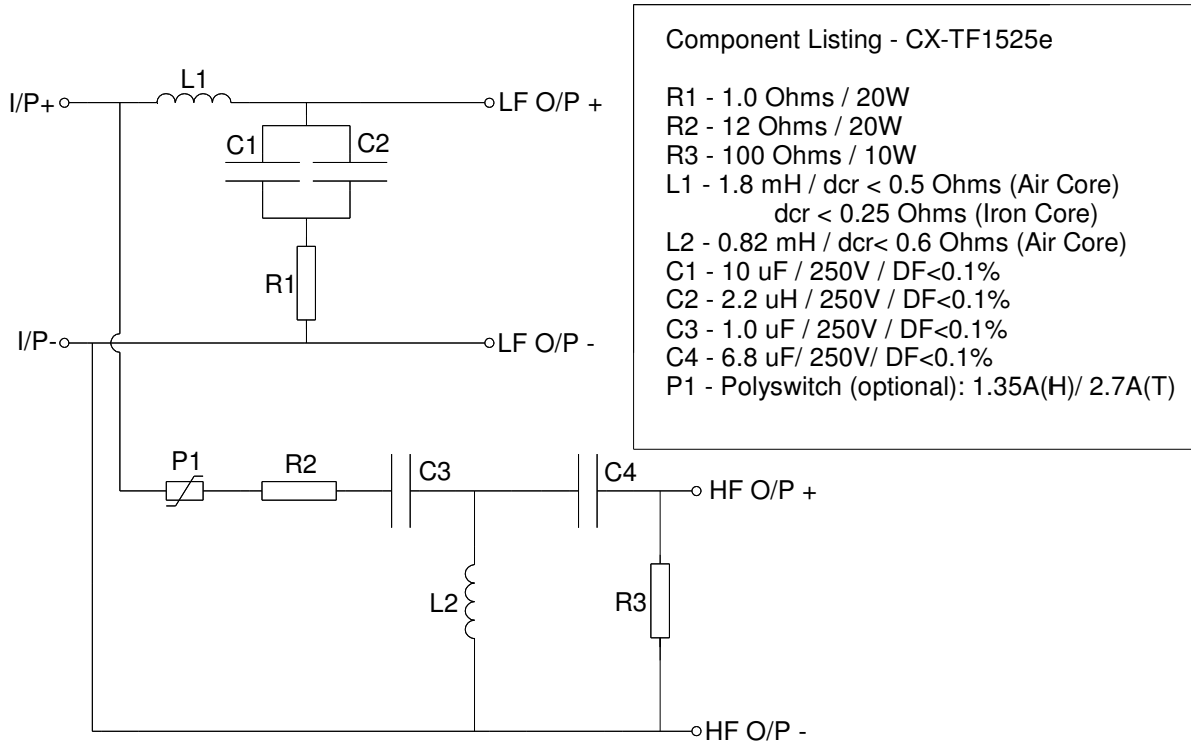 Component Listing - CX-TF1525e
R1 - 1.0 Ohms / 20W
R2 - 12 Ohms / 20W
R3 - 100 Ohms / 10W
L1 - 1.8 mH / dcr < 0.5 Ohms (Air Core)
dcr < 0.25 Ohms (Iron Core)
L2 - 0.82 mH / dcr< 0.6 Ohms (Air Core)
C1 - 10 uF / 250V / DF<0.1%
C2 - 2.2 uH / 250V / DF<0.1%
C3 - 1.0 uF / 250V / DF<0.1%
C4 - 6.8 uF/ 250V/ DF<0.1%
P1 - Polyswitch (optional): 1.35A(H)/ 2.7A(T)
L1
I/P+
LF O/P +
C1
C2
R1
I/P-
LF O/P -
P1
R2
C3
C4
HF O/P +
L2
R3
HF O/P -